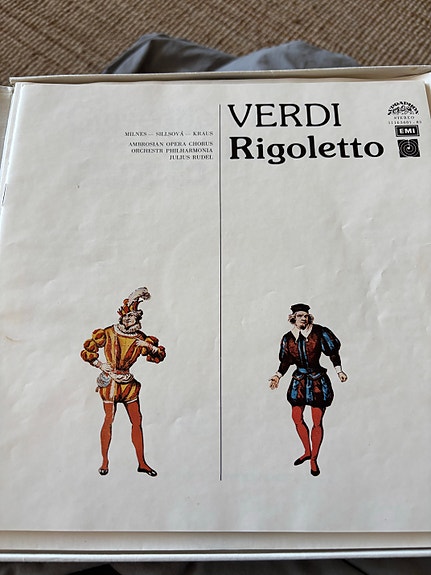 MILNES — SILLSOVÁ — KRAUS
AMBROSIAN OPERA CHORUS
ORCHESTR PHILHARMONIA
JULIUS RUDEL
VERDI
Rigoletto
SUPRAPHON
STEREO
EMI